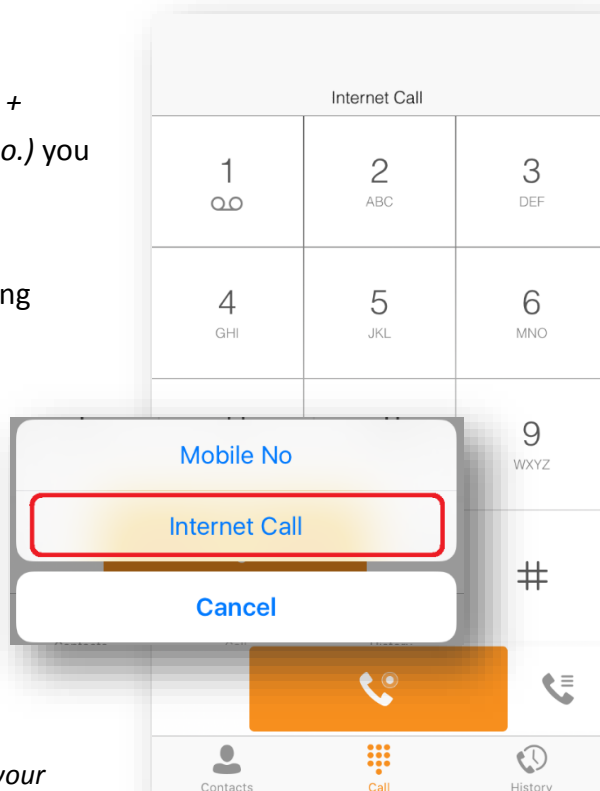 +
o.) you
ng
your
Internet Call
1 2 3
ABC DEF
4 5 6
GHI JKL MNO
9
WXYZ
#
Mobile No
Internet Call
Cancel
Contacts Call History